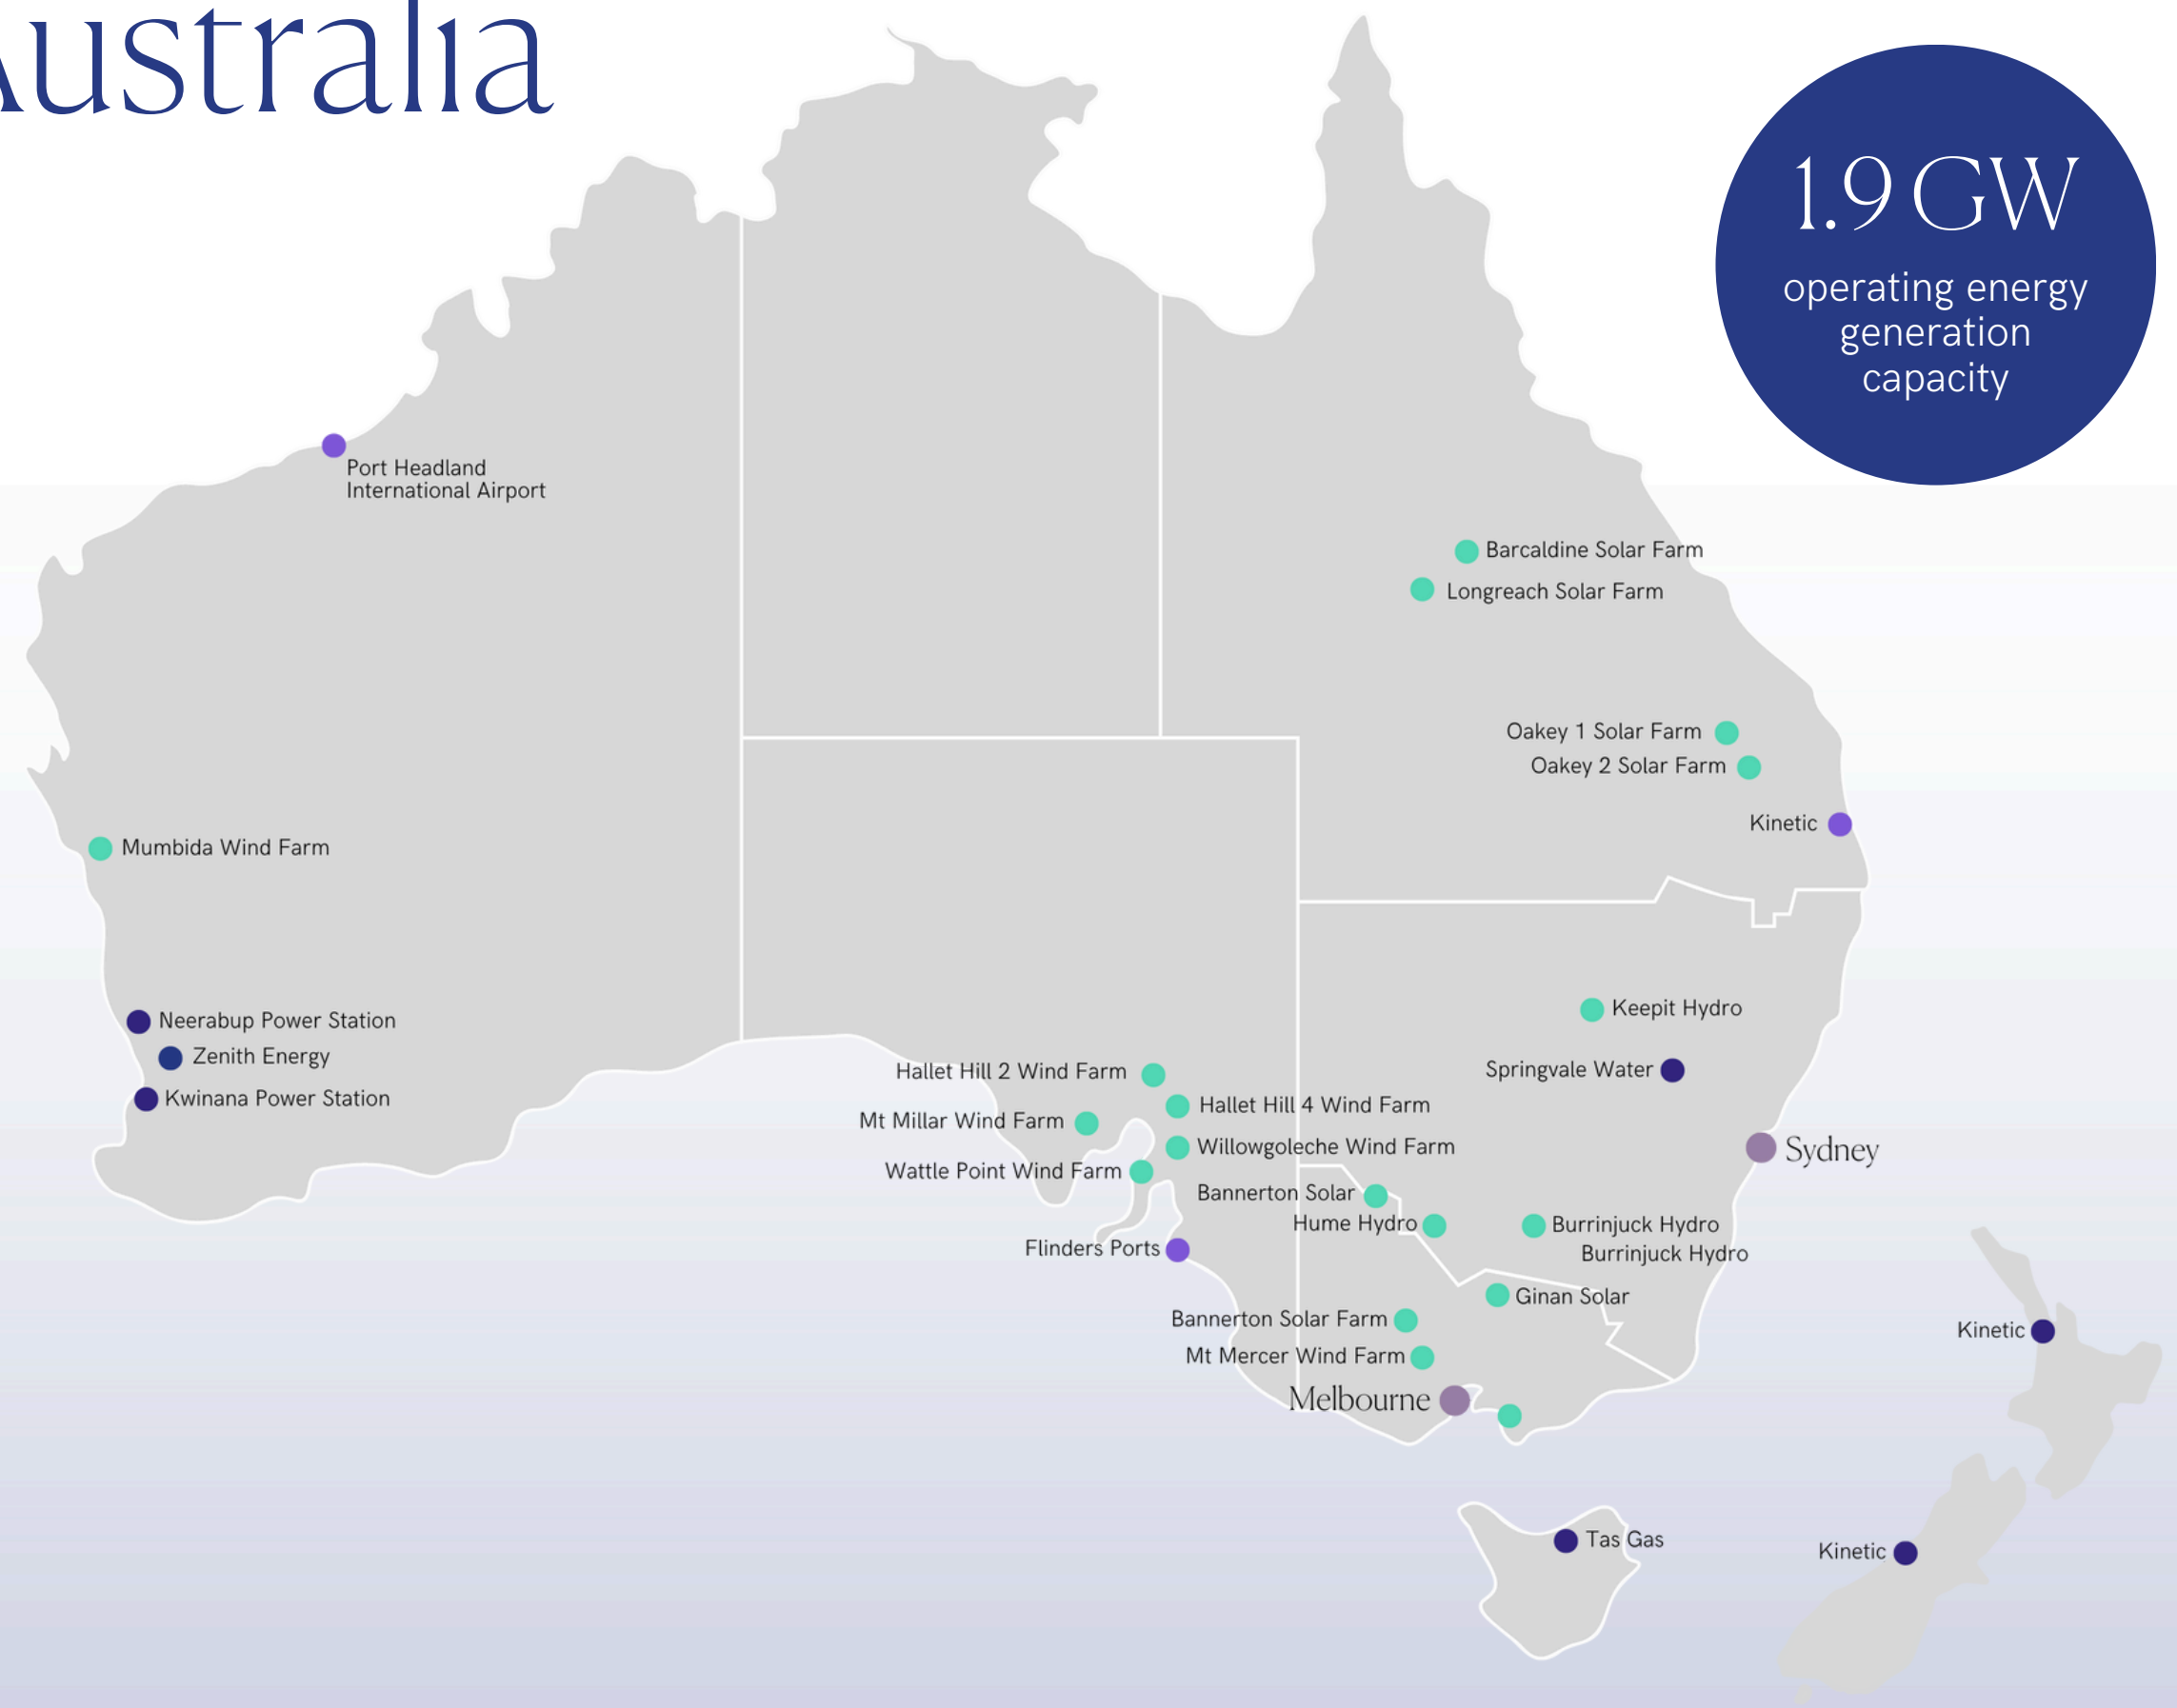 Australia
1.9 GW
operating energy
generation
capacity
Port Headland
International Airport
Barcaldine Solar Farm
Longreach Solar Farm
Oakey 1 Solar Farm
Oakey 2 Solar Farm
Kinetic
Mumbida Wind Farm
Neerabup Power Station
Zenith Energy
Kwinana Power Station
Keepit Hydro
Springvale Water
Hallet Hill 2 Wind Farm
Hallet Hill 4 Wind Farm
Mt Millar Wind Farm
Willowgoleche Wind Farm
Sydney
Wattle Point Wind Farm
Bannerton Solar
Hume Hydro
Burrinjuck Hydro
Burrinjuck Hydro
Flinders Ports
Ginan Solar
Bannerton Solar Farm
Kinetic
Mt Mercer Wind Farm
Melbourne
Tas Gas
Kinetic